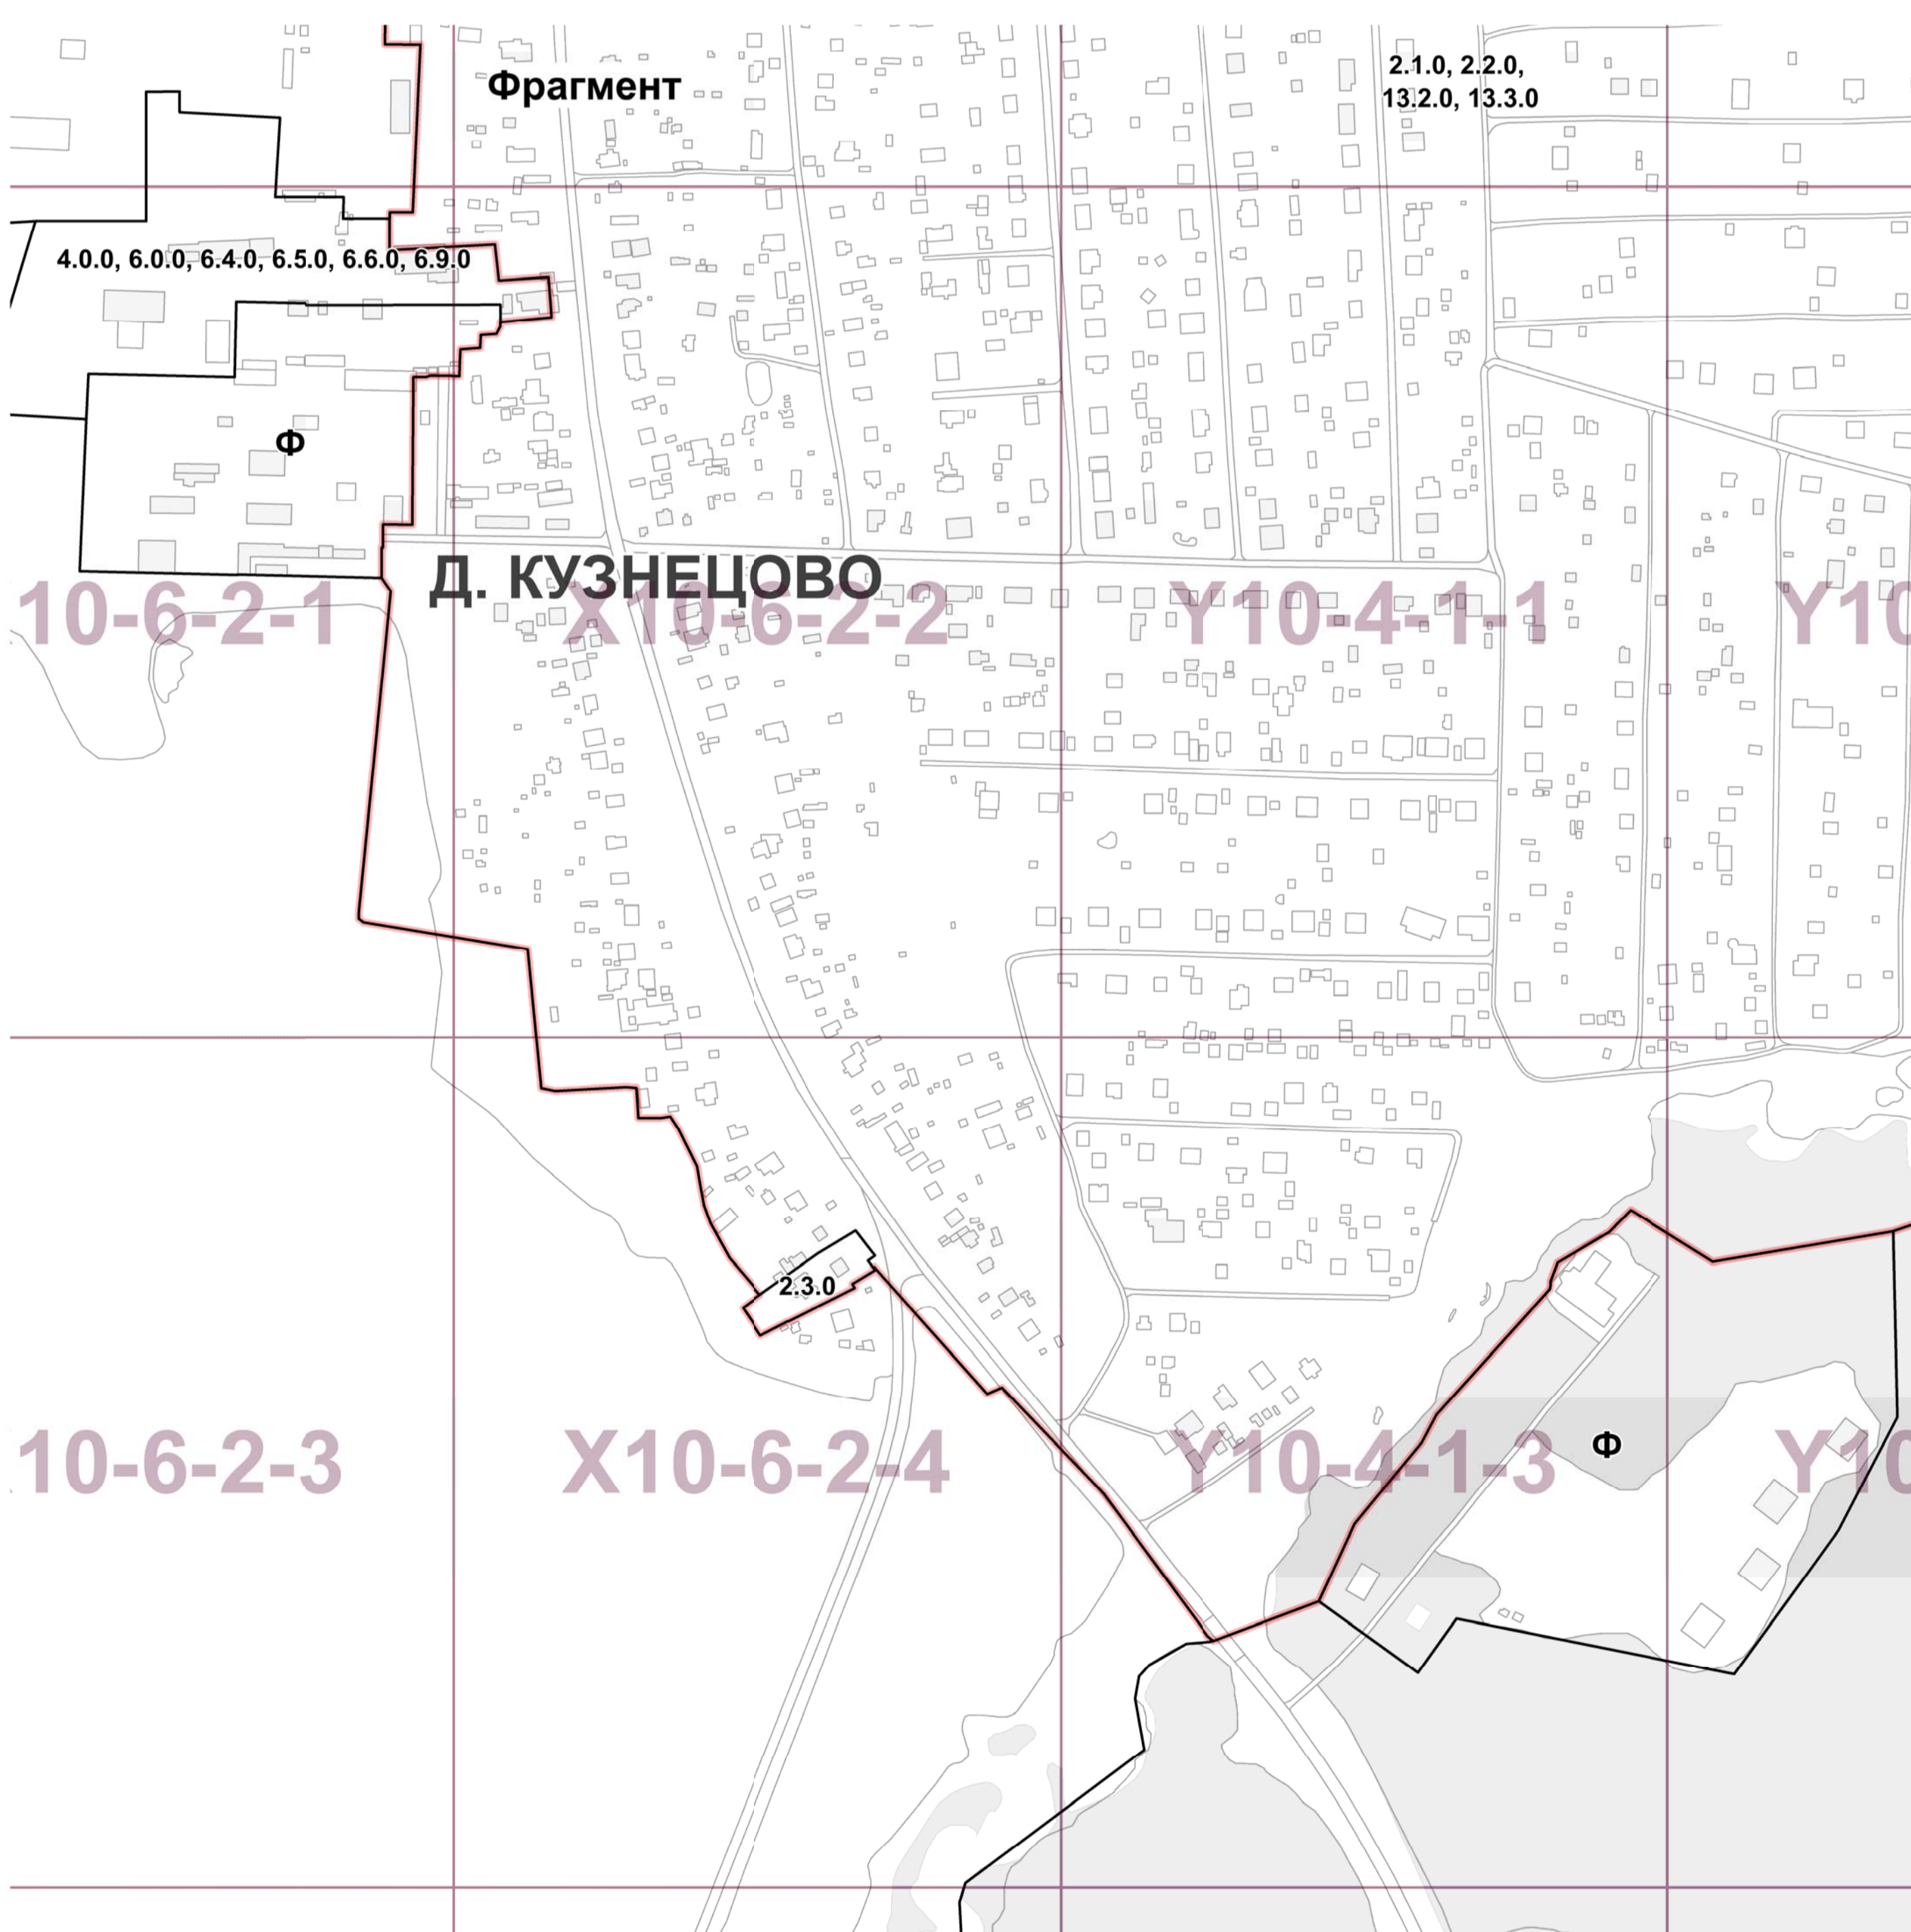 Фрагмент
2.1.0, 2.2.0,
13.2.0, 13.3.0
4.0.0, 6.0.0, 6.4.0, 6.5.0, 6.6.0, 6.9.0
Ф
Д. КУЗНЕЦОВО
10-6-2-1
X10-6-2-2
Y10-4-1-1
Y10
2.3.0
10-6-2-3
X10-6-2-4
Y10-4-1-3
Ф
Y10